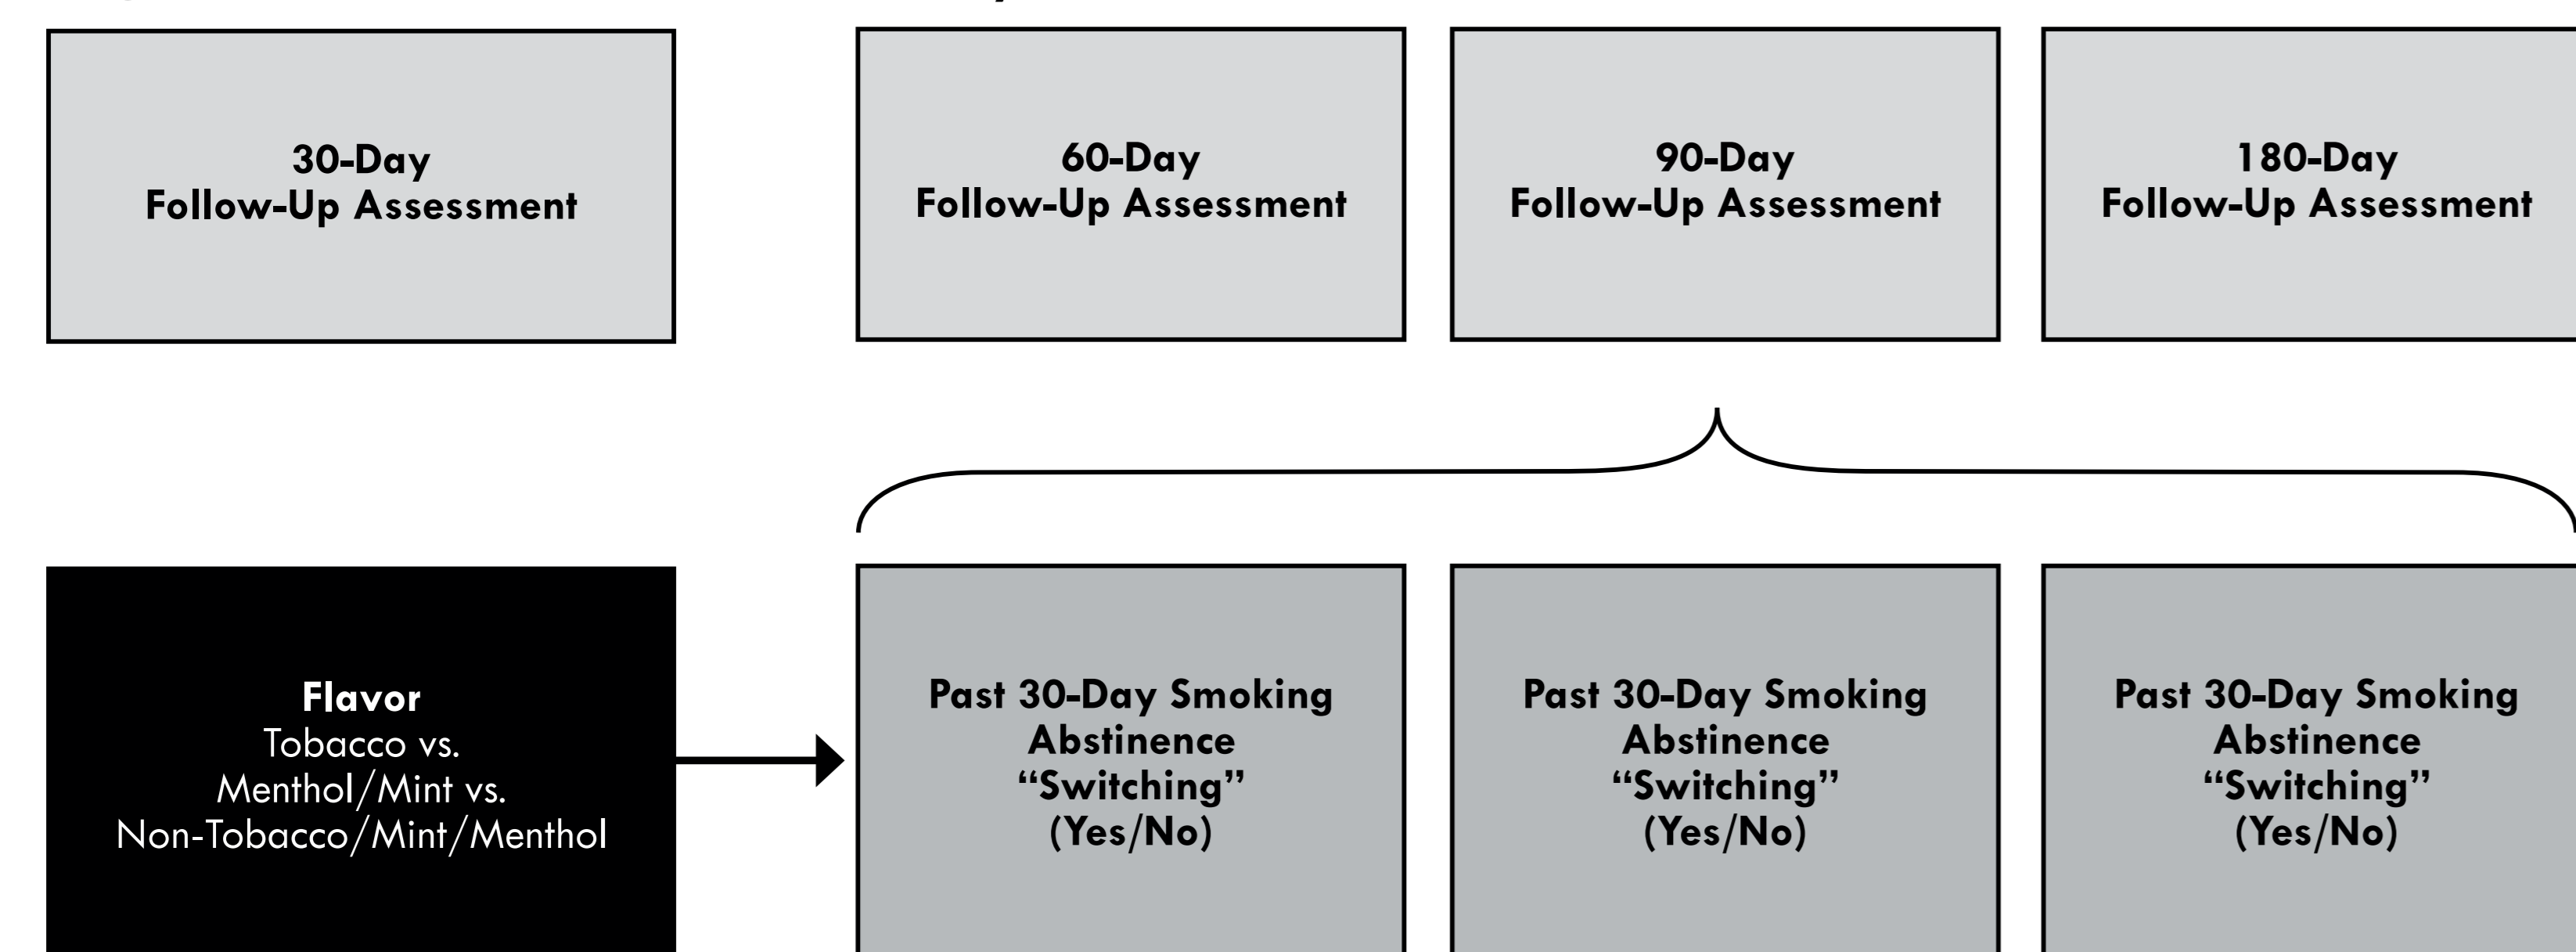 30-Day
Follow-Up Assessment
60-Day
Follow-Up Assessment
90-Day
Follow-Up Assessment
180-Day
Follow-Up Assessment
Flavor
Tobacco vs.
Menthol/Mint vs.
Non-Tobacco/Mint/Menthol
Past 30-Day Smoking
Abstinence
“Switching”
(Yes/No)
Past 30-Day Smoking
Abstinence
“Switching”
(Yes/No)
Past 30-Day Smoking
Abstinence
“Switching”
(Yes/No)